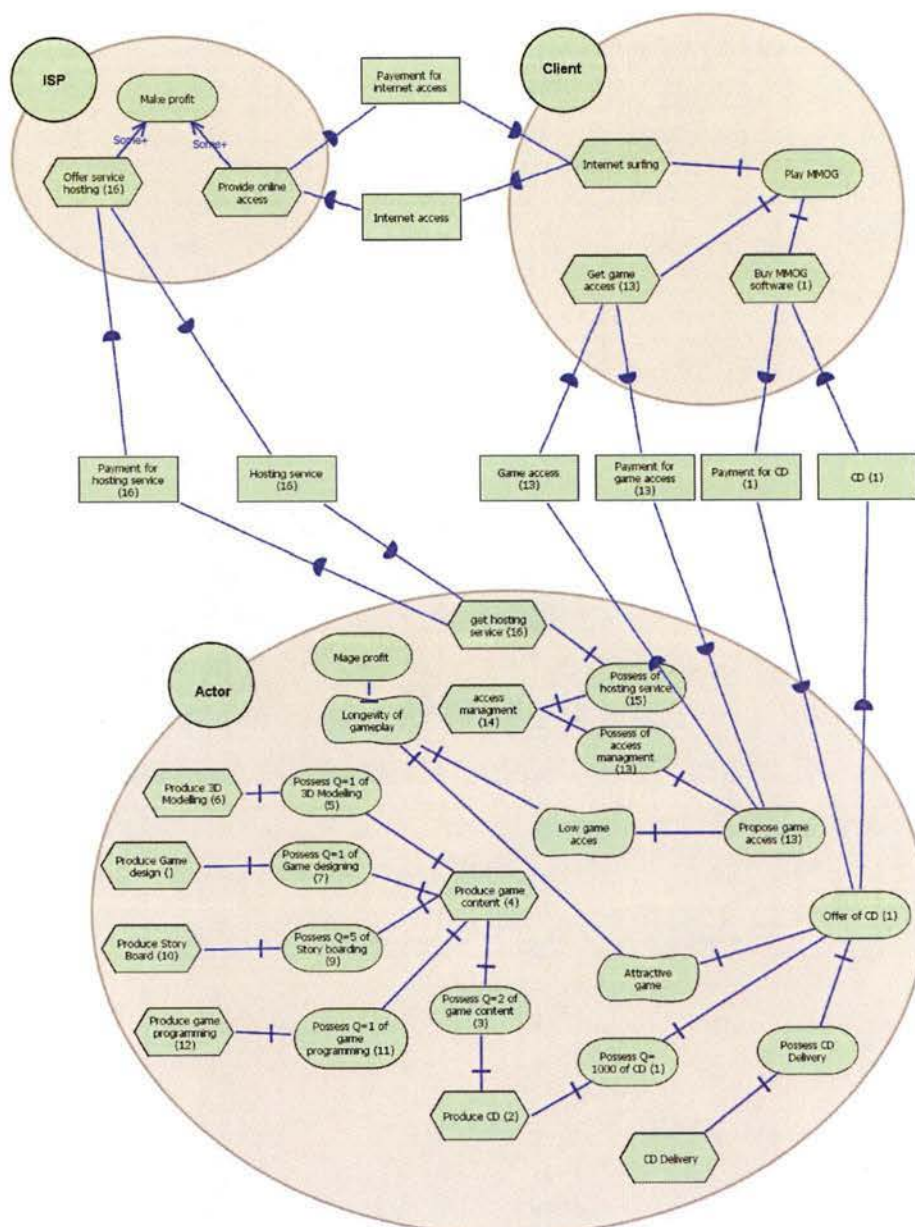 ISP
Client
Payement for
internet access
Make profit
Some+
Some+
Offer service
hosting (16)
Provide online
access
Internet surfing
Play MMOG
Internet access
Get game
access (13)
Buy MMOG
software (1)
Payment for
hosting service
(16)
Hosting service
(16)
Game access
(13)
Payment for
game access
(13)
Payment for CD
(1)
CD (1)
get hosting
service (16)
Mage profit
Actor
Possess of
hosting service
(15)
Longevity of
gameplay
access
managment
(14)
Possess of
access
managment
(13)
Produce 3D
Modelling (6)
Possess Q=1 of
3D Modelling
(5)
Low game
acces
Propose game
access (13)
Produce Game
design ()
Possess Q=1 of
Game designing
(7)
Produce game
content (4)
Offer of CD (1)
Produce Story
Board (10)
Possess Q=5 of
Story boarding
(9)
Attractive
game
Possess Q=2 of
game content
(3)
Produce game
programming
(12)
Possess Q=1 of
game
programming (11)
Possess Q=
1000 of CD (1)
Possess CD
Delivery
Produce CD (2)
CD Delivery